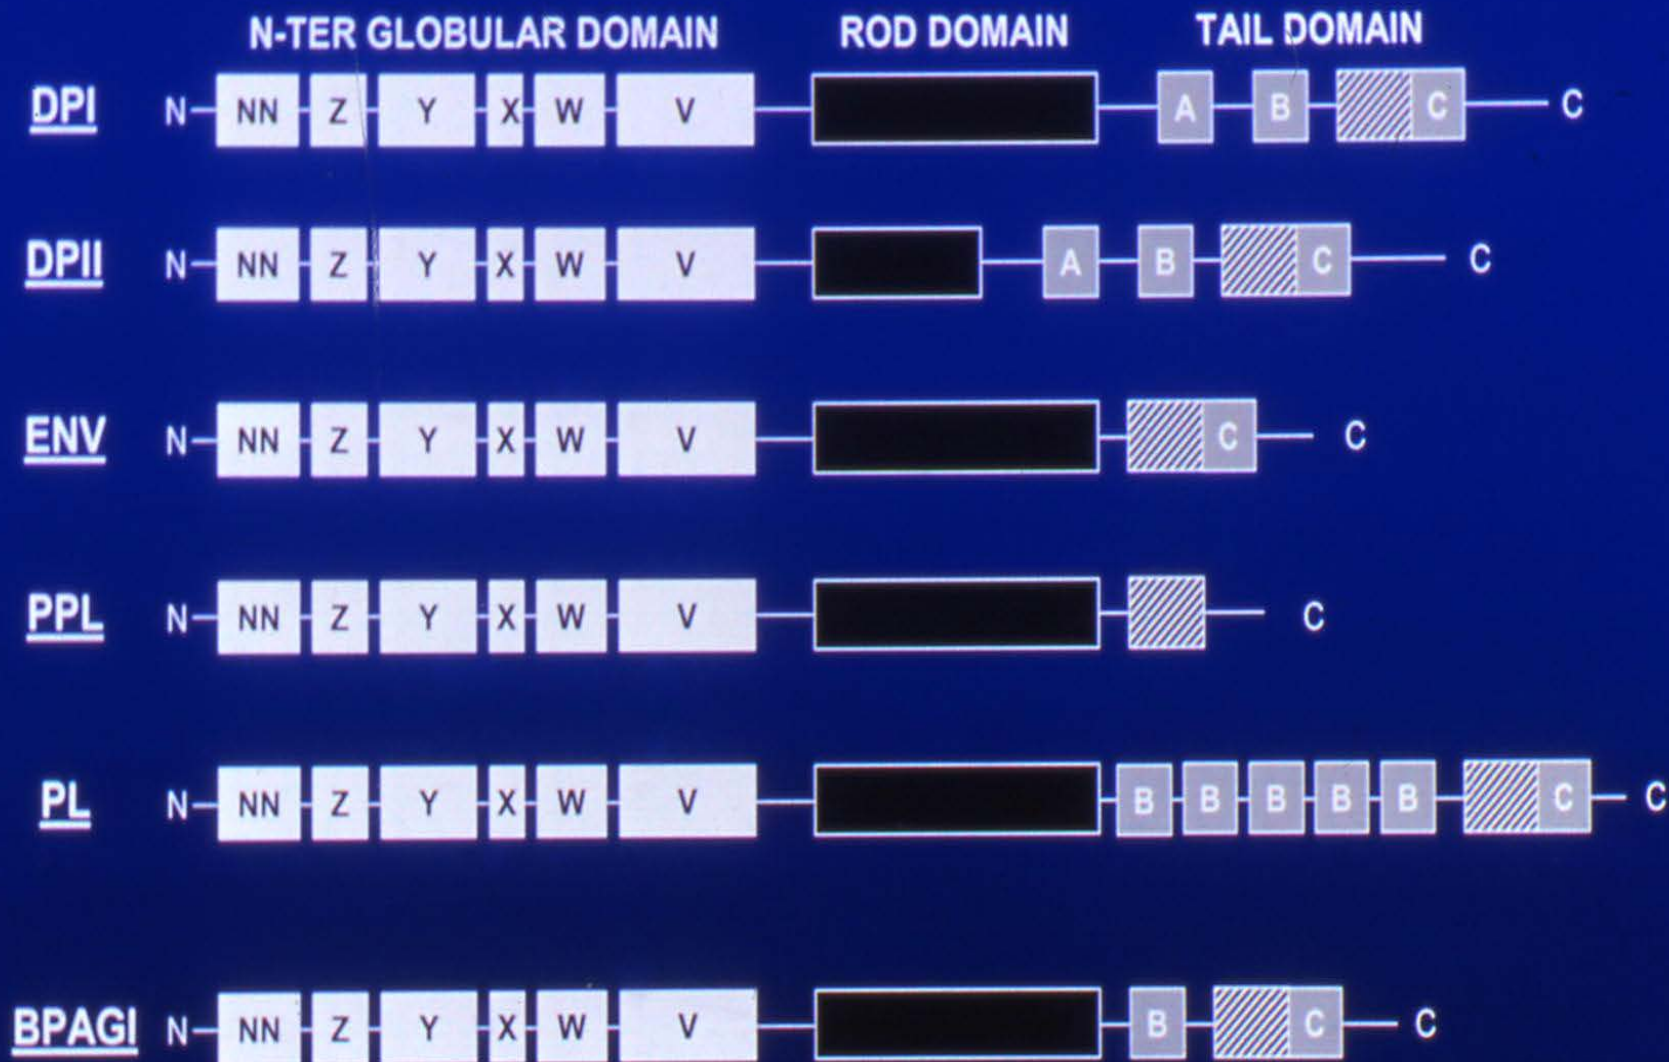 N-TER GLOBULAR DOMAIN ROD DOMAIN TAIL DOMAIN
DPI N NN Z Y X W V A B C C
DPII N NN Z Y X W V A B C C
ENV N NN Z Y X W V C C
PPL N NN Z Y X W V C
PL N NN Z Y X W V B B B B B C C
BPAGI N NN Z Y X W V B C C